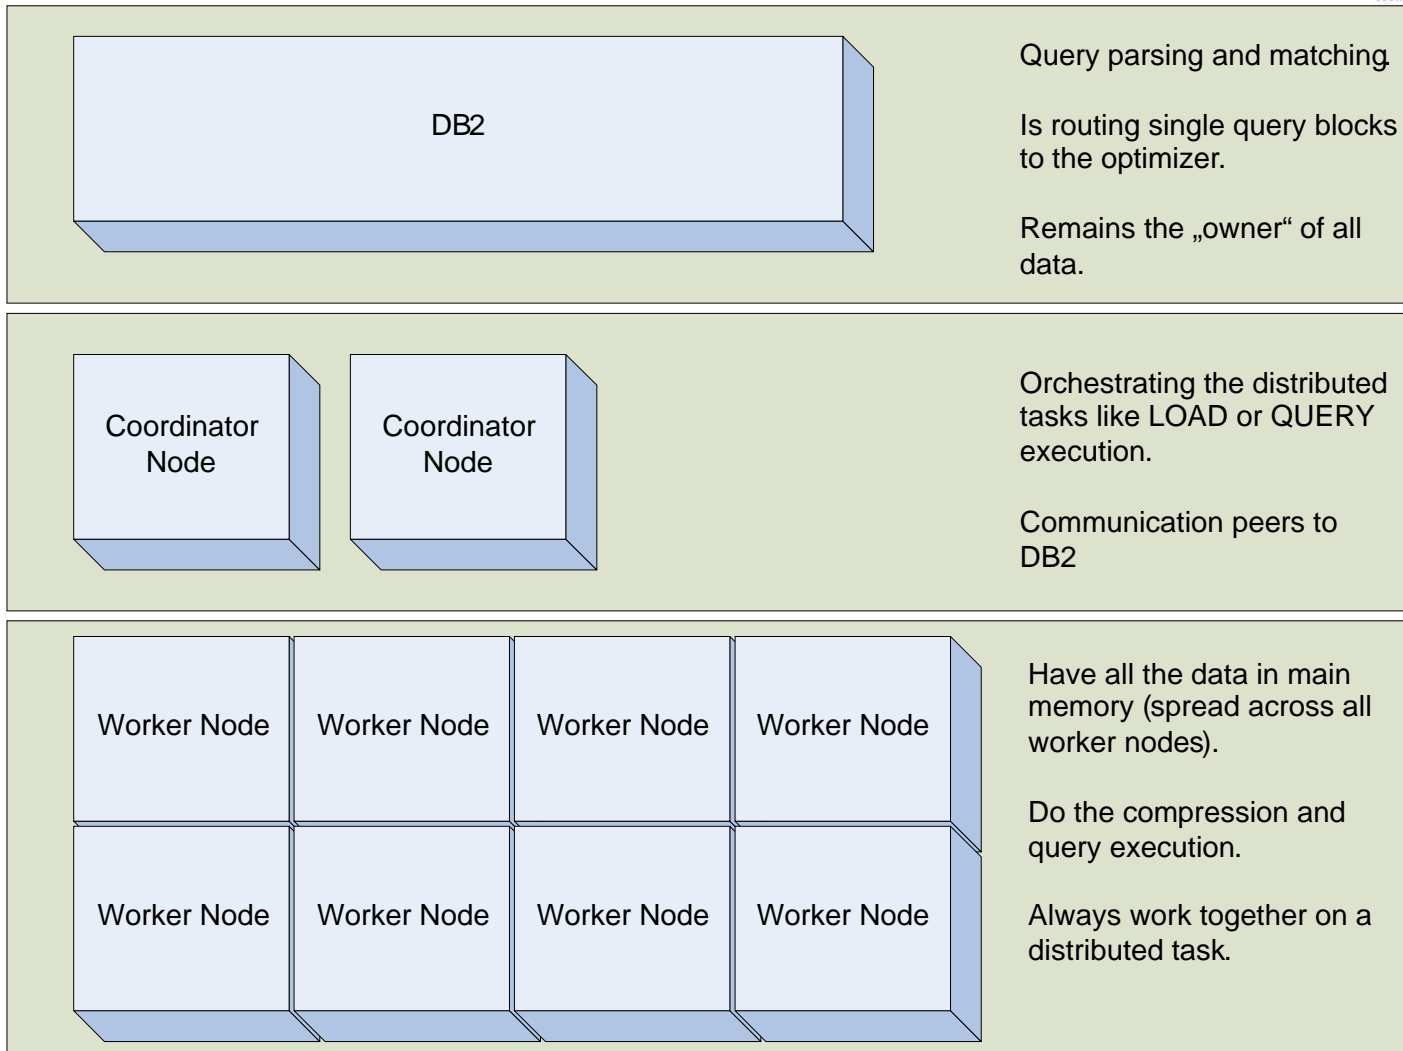 DB2
Query parsing and matching.
Is routing single query blocks
to the optimizer.
Remains the „owner“ of all
data.
Coordinator
Node
Coordinator
Node
Orchestrating the distributed
tasks like LOAD or QUERY
execution.
Communication peers to
DB2
Worker Node
Worker Node
Worker Node
Worker Node
Worker Node
Worker Node
Worker Node
Worker Node
Have all the data in main
memory (spread across all
worker nodes).
Do the compression and
query execution.
Always work together on a
distributed task.